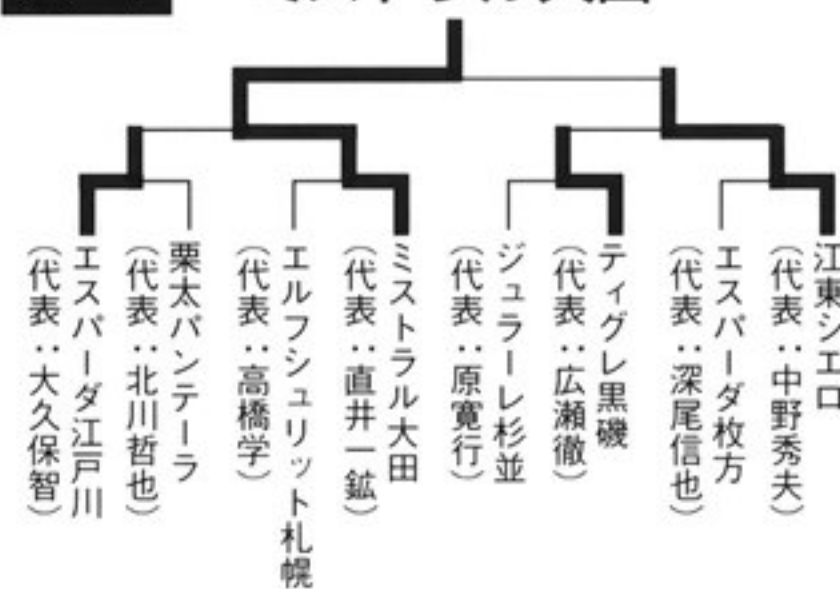 江東シエロ
（代表：中野秀夫）
エスパーダ枚方
（代表：深尾信也）
ティグレ黒磯
（代表：広瀬徹）
ジュラーレ杉並
（代表：原寛行）
ミストラル大田
（代表：直井一鉱）
エルフシュリット札幌
（代表：高橋学）
栗太パンテーラ
（代表：北川哲也）
エスパーダ江戸川
（代表：大久保智）